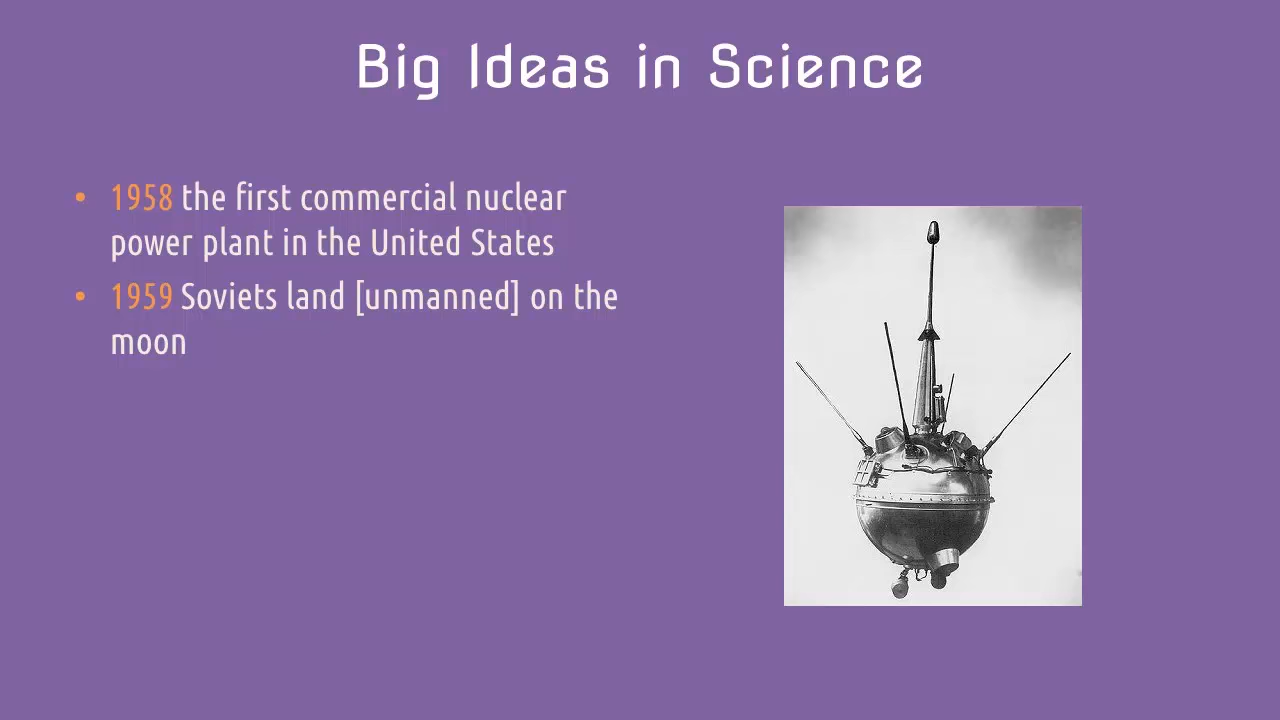 Big Ideas in Science
• 1958 the first commercial nuclear
power plant in the United States
• 1959 Soviets land [unmanned] on the
moon